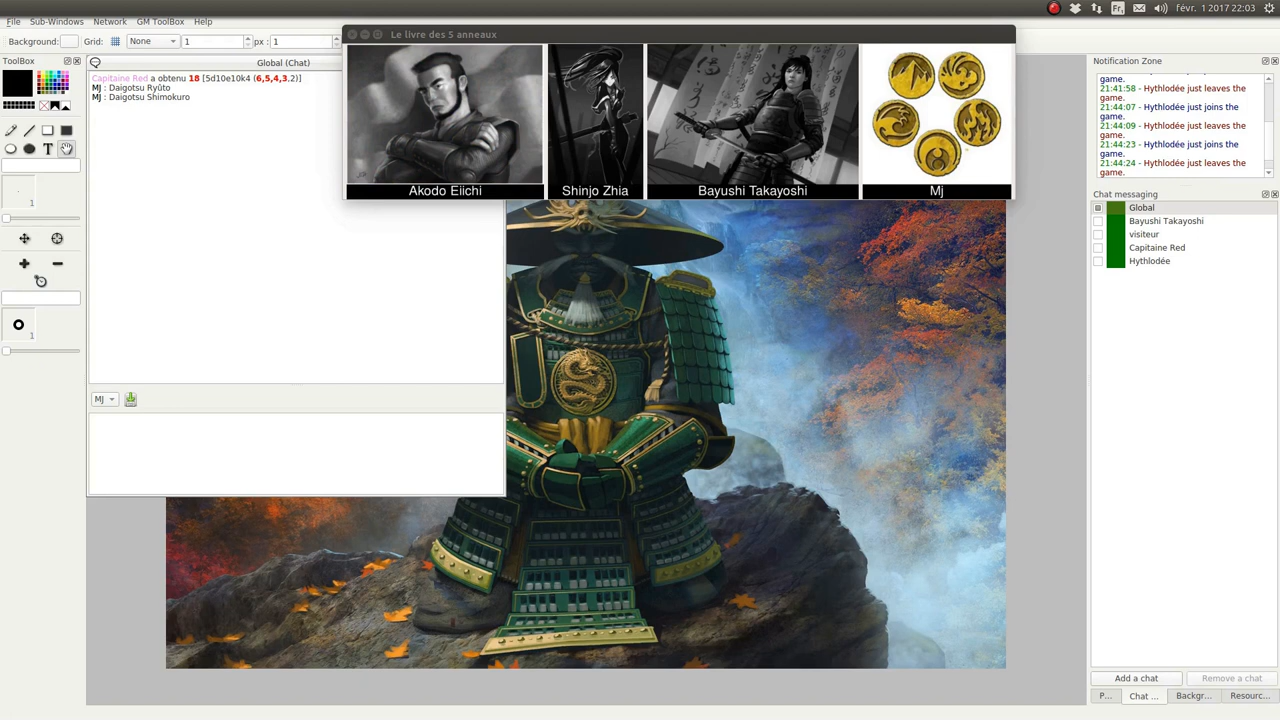 févr. 1 2017 22:03
Fr
File Sub-Windows Network GM ToolBox Help
Background: Grid: None 1 px : 1
Le livre des 5 anneaux
Akodo Eiichi
Shinjo Zhia
Bayushi Takayoshi
Mj
ToolBox
1
1
Global (Chat)
Capitaine Red a obtenu 18 [5d10e10k4 (6,5,4,3.2)]
MJ : Daigotsu Ryûto
MJ : Daigotsu Shimokuro
MJ
Notification Zone
game.
21:41:58 - Hythlodée just leaves the
game.
21:44:07 - Hythlodée just joins the
game.
21:44:09 - Hythlodée just leaves the
game.
21:44:23 - Hythlodée just joins the
game.
21:44:24 - Hythlodée just leaves the
game.
Chat messaging
Global
Bayushi Takayoshi
visiteur
Capitaine Red
Hythlodée
Add a chat Remove a chat
P... Chat ... Backgr... Resourc...